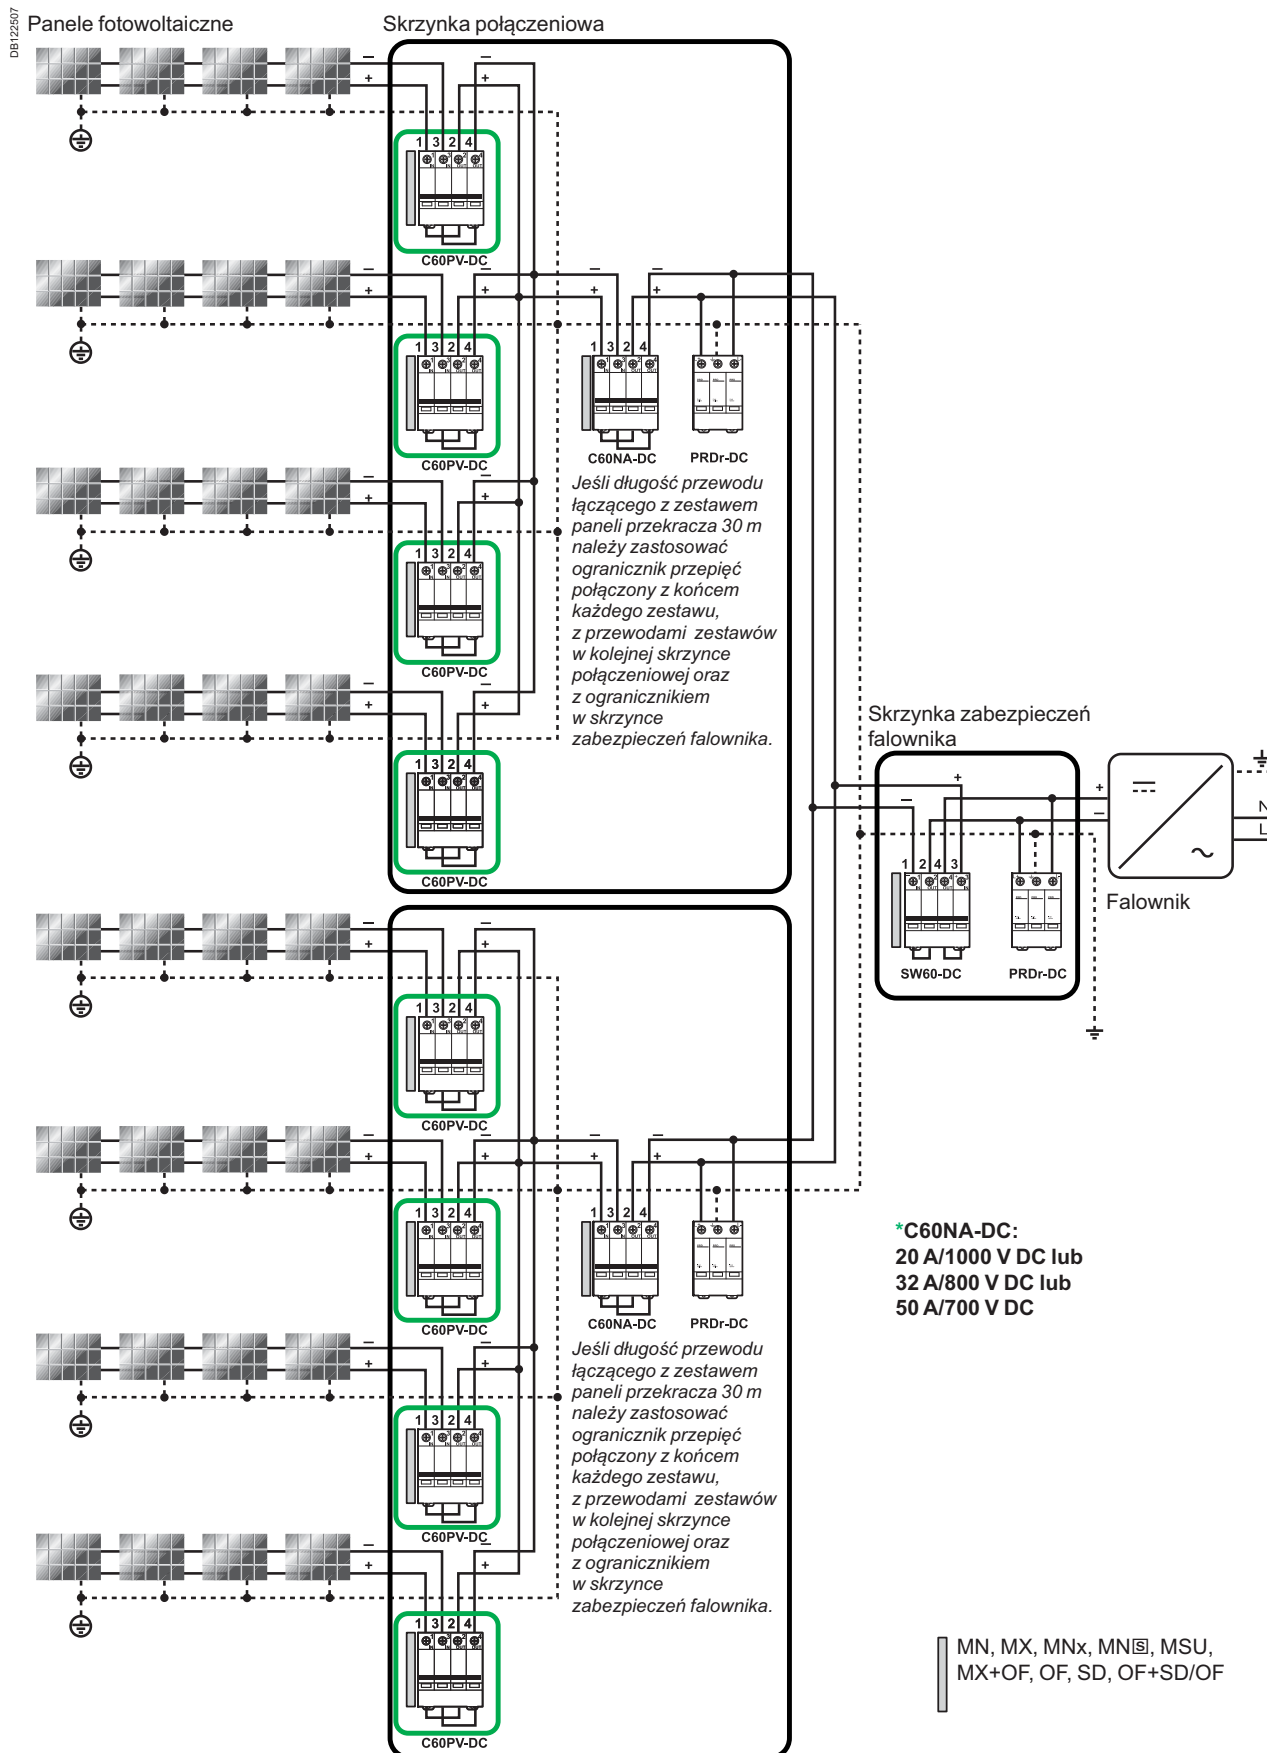 DB122507
Panele fotowoltaiczne
Skrzynka połączeniowa
– – 
+ +
1 3 2 4
C60PV-DC
– – – –
+ + + +
1 3 2 4
1 3 2 4
C60PV-DC
C60NA-DC
PRDr-DC
Jeśli długość przewodu
łączącego z zestawem
paneli przekracza 30 m
należy zastosować
ogranicznik przepięć
połączony z końcem
każdego zestawu,
z przewodami zestawów
w kolejnej skrzynce
połączeniowej oraz
z ogranicznikiem
w skrzynce
zabezpieczeń falownika.
– –
+ +
1 3 2 4
C60PV-DC
– –
+ +
1 3 2 4
C60PV-DC
Skrzynka zabezpieczeń
falownika
+
– +
–
1 2 4 3
SW60-DC
PRDr-DC
N
L
Falownik
– –
+ +
1 3 2 4
C60PV-DC
– – – –
+ + + +
1 3 2 4
1 3 2 4
C60PV-DC
C60NA-DC
PRDr-DC
Jeśli długość przewodu
łączącego z zestawem
paneli przekracza 30 m
należy zastosować
ogranicznik przepięć
połączony z końcem
każdego zestawu,
z przewodami zestawów
w kolejnej skrzynce
połączeniowej oraz
z ogranicznikiem
w skrzynce
zabezpieczeń falownika.
– –
+ +
1 3 2 4
C60PV-DC
– –
+ +
1 3 2 4
C60PV-DC
*C60NA-DC:
20 A/1000 V DC lub
32 A/800 V DC lub
50 A/700 V DC
MN, MX, MNx, MN🅂, MSU,
MX+OF, OF, SD, OF+SD/OF